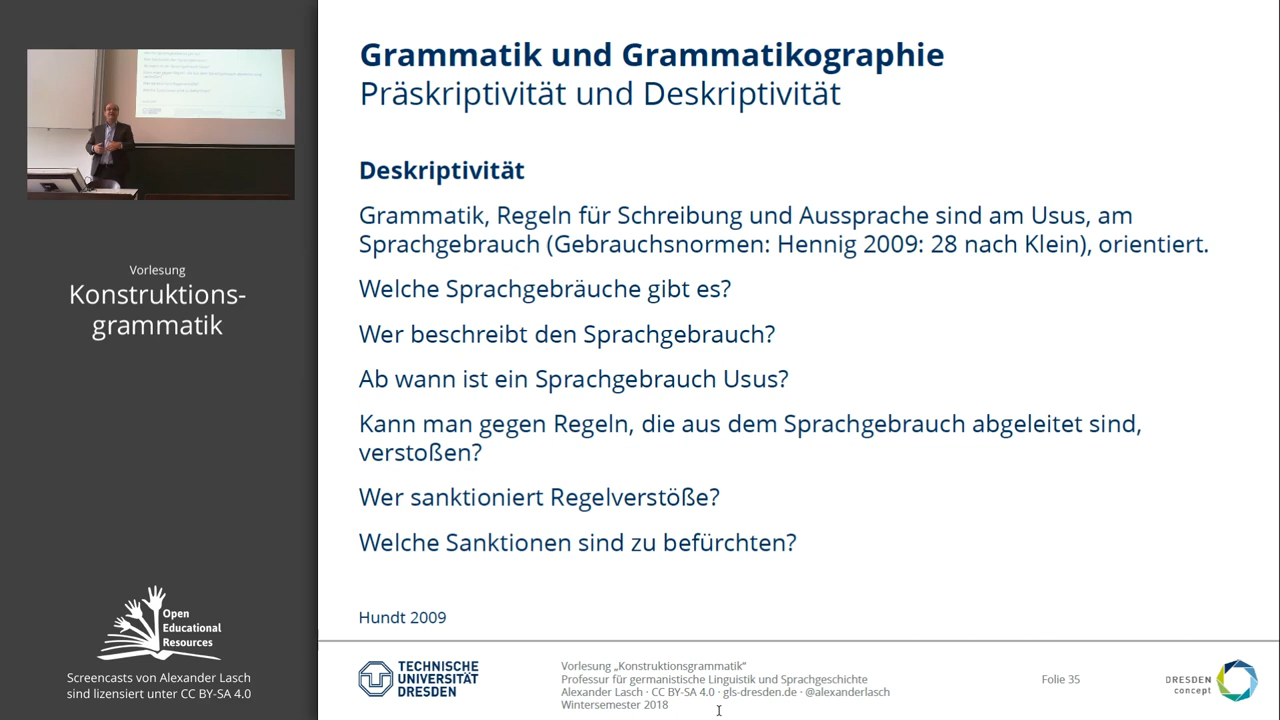 Vorlesung
Konstruktions-
grammatik
Open
Educational
Resources
Screencasts von Alexander Lasch
sind lizensiert unter CC BY-SA 4.0
Grammatik und Grammatikographie
Präskriptivität und Deskriptivität
Deskriptivität
Grammatik, Regeln für Schreibung und Aussprache sind am Usus, am
Sprachgebrauch (Gebrauchsnormen: Hennig 2009: 28 nach Klein), orientiert.
Welche Sprachgebräuche gibt es?
Wer beschreibt den Sprachgebrauch?
Ab wann ist ein Sprachgebrauch Usus?
Kann man gegen Regeln, die aus dem Sprachgebrauch abgeleitet sind,
verstoßen?
Wer sanktioniert Regelverstöße?
Welche Sanktionen sind zu befürchten?
Hundt 2009
TECHNISCHE
UNIVERSITÄT
DRESDEN
Vorlesung „Konstruktionsgrammatik“
Professur für germanistische Linguistik und Sprachgeschichte
Alexander Lasch · CC BY-SA 4.0 · gls-dresden.de · @alexanderlasch
Wintersemester 2018
Folie 35
DRESDEN
concept